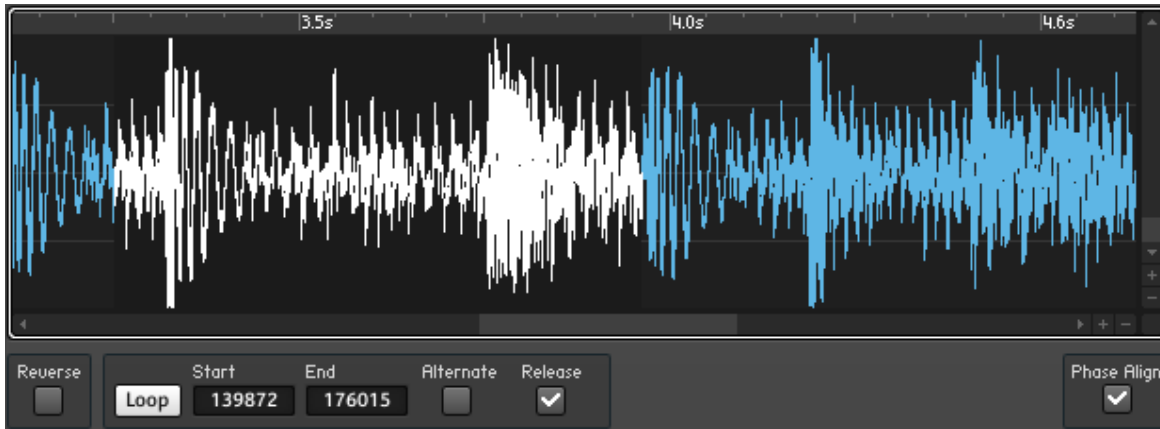 3.5s 4.0s 4.6s
Reverse Start End Alternate Release Phase Align
Loop 139872 176015